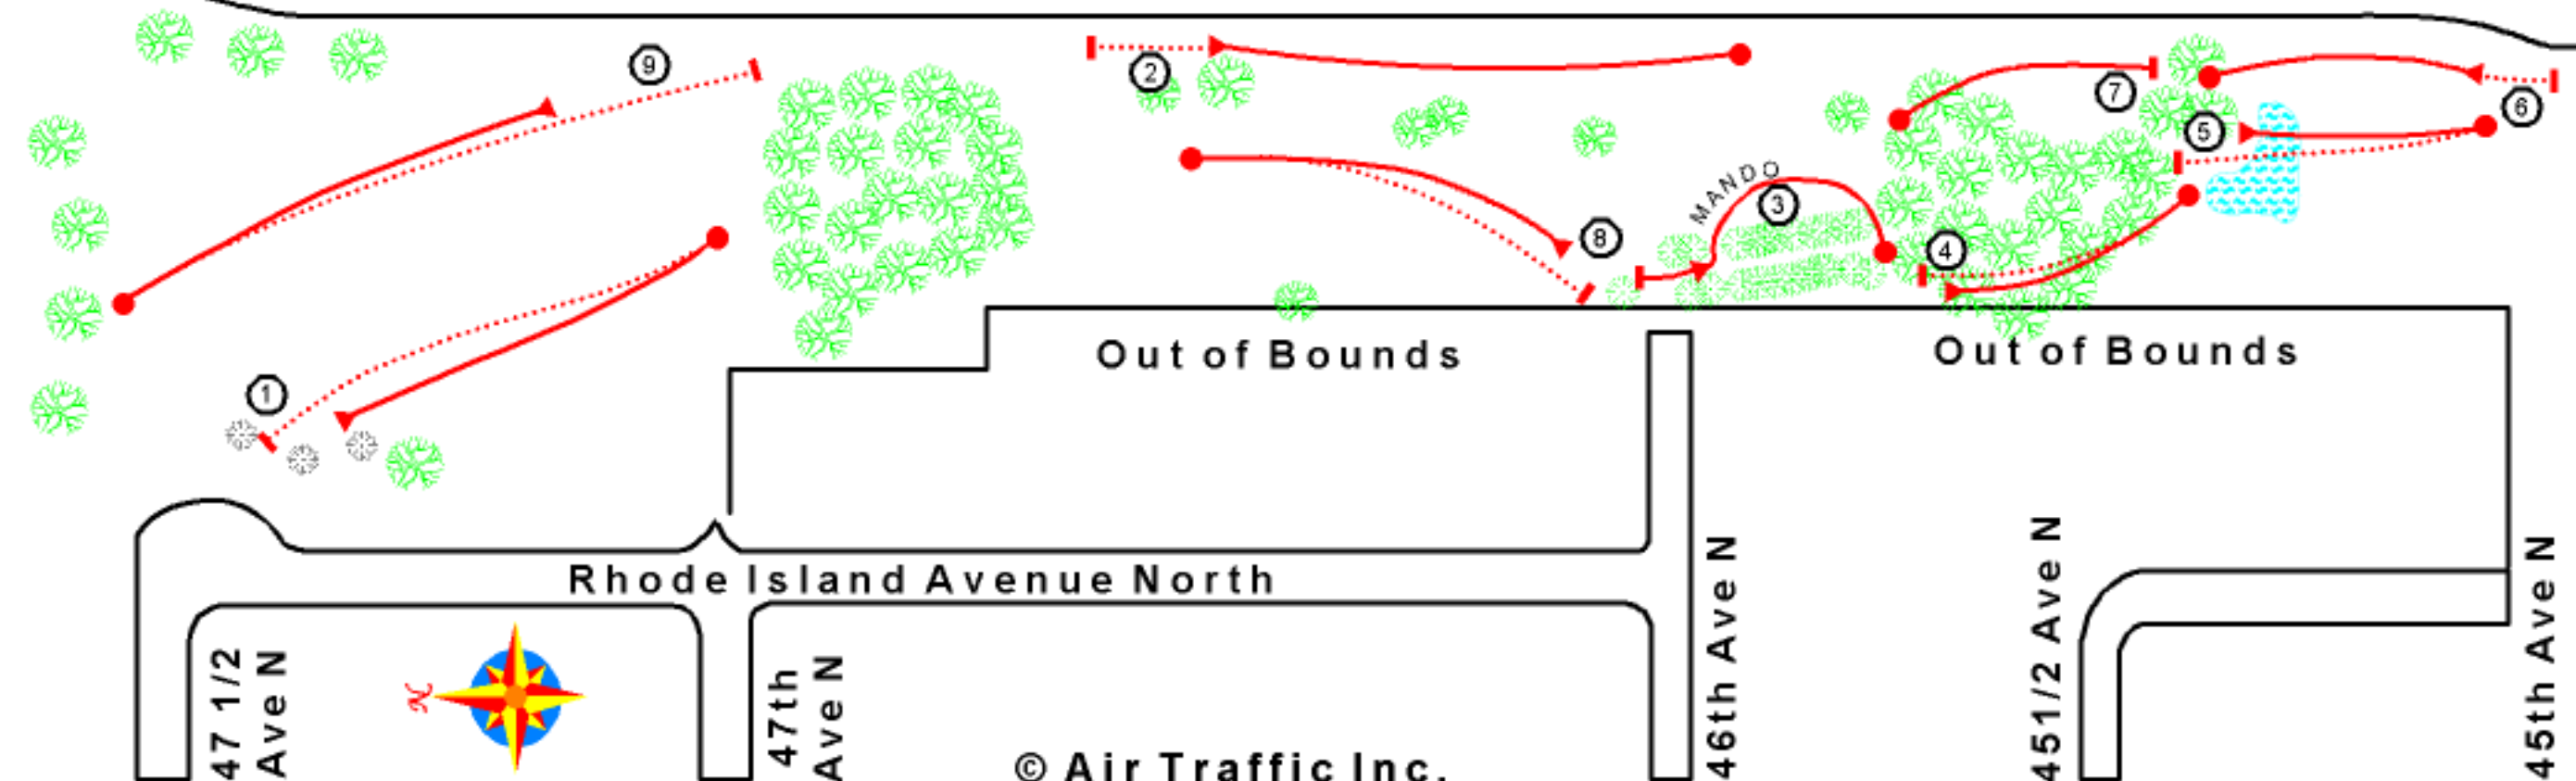 9
2
7
6
5
MANDO
3
8
4
Out of Bounds
Out of Bounds
1
Rhode Island Avenue North
N
47 1/2
Ave N
47th
Ave N
46th Ave N
451/2 Ave N
45th Ave N
© Air Traffic Inc.